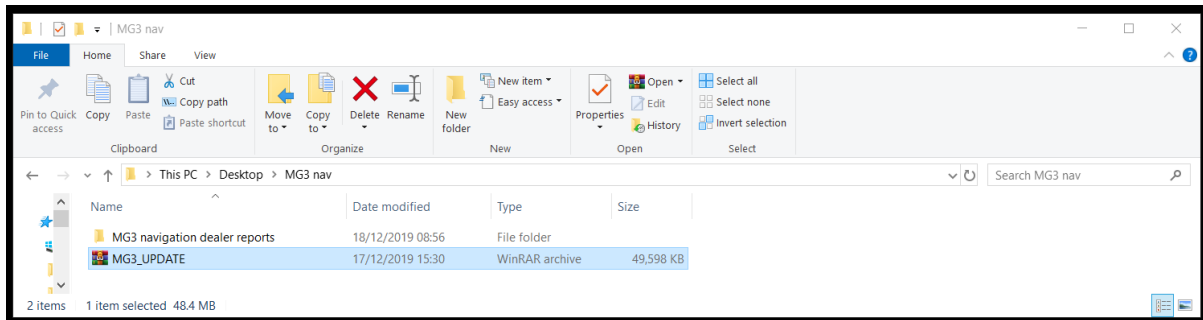 MG3 nav
File Home Share View
Pin to Quick access
Copy
Paste
Cut
Copy path
Paste shortcut
Move to
Copy to
Delete
Rename
New folder
New item
Easy access
Properties
Open
Edit
History
Select all
Select none
Invert selection
Clipboard Organize New Open Select
This PC > Desktop > MG3 nav
Search MG3 nav
Name Date modified Type Size
MG3 navigation dealer reports 18/12/2019 08:56 File folder
MG3_UPDATE 17/12/2019 15:30 WinRAR archive 49,598 KB
2 items 1 item selected 48.4 MB